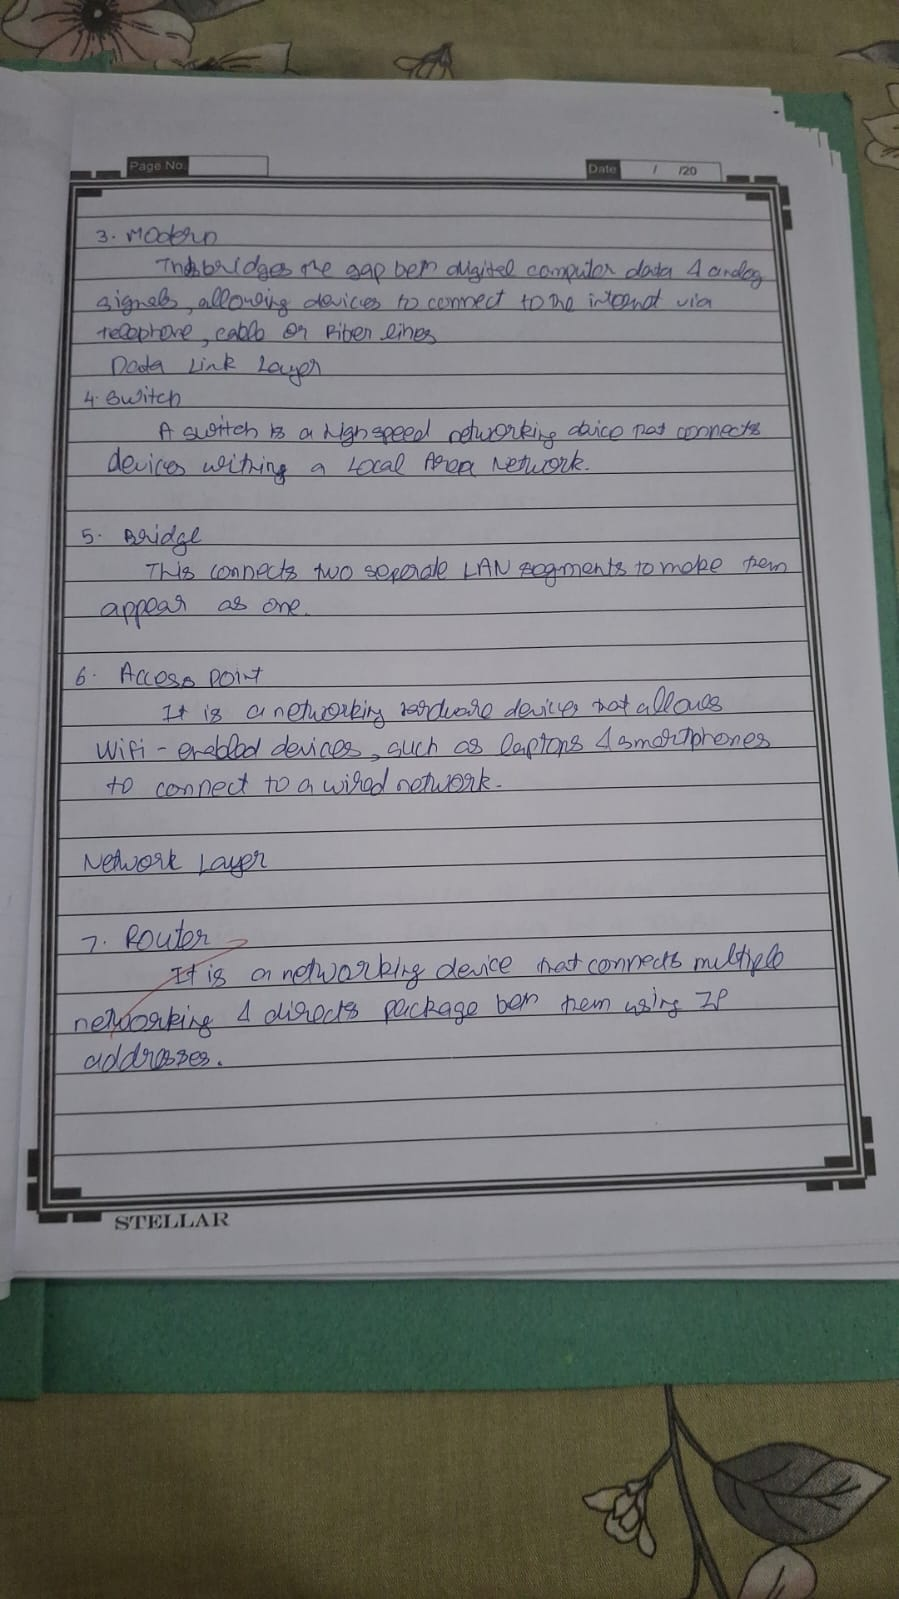 Page No.
Date / /20
3. Modern
This bridges the gap betn digital computer data & analog
signals, allowing devices to connect to the internet via
telephone, cable or Fiber lines
Data Link Layer
4. Switch
A switch is a high speed networking device that connects
devices withing a Local Area Network.
5. Bridge
This connects two seperate LAN segments to make them
appear as one.
6. Access point
It is a networking hardware devices that allows
Wifi - enabled devices, such as laptops & smartphones
to connect to a wired network.
Network Layer
7. Router
It is a networking device that connects multiple
networking & directs package betn them using IP
addresses.
STELLAR